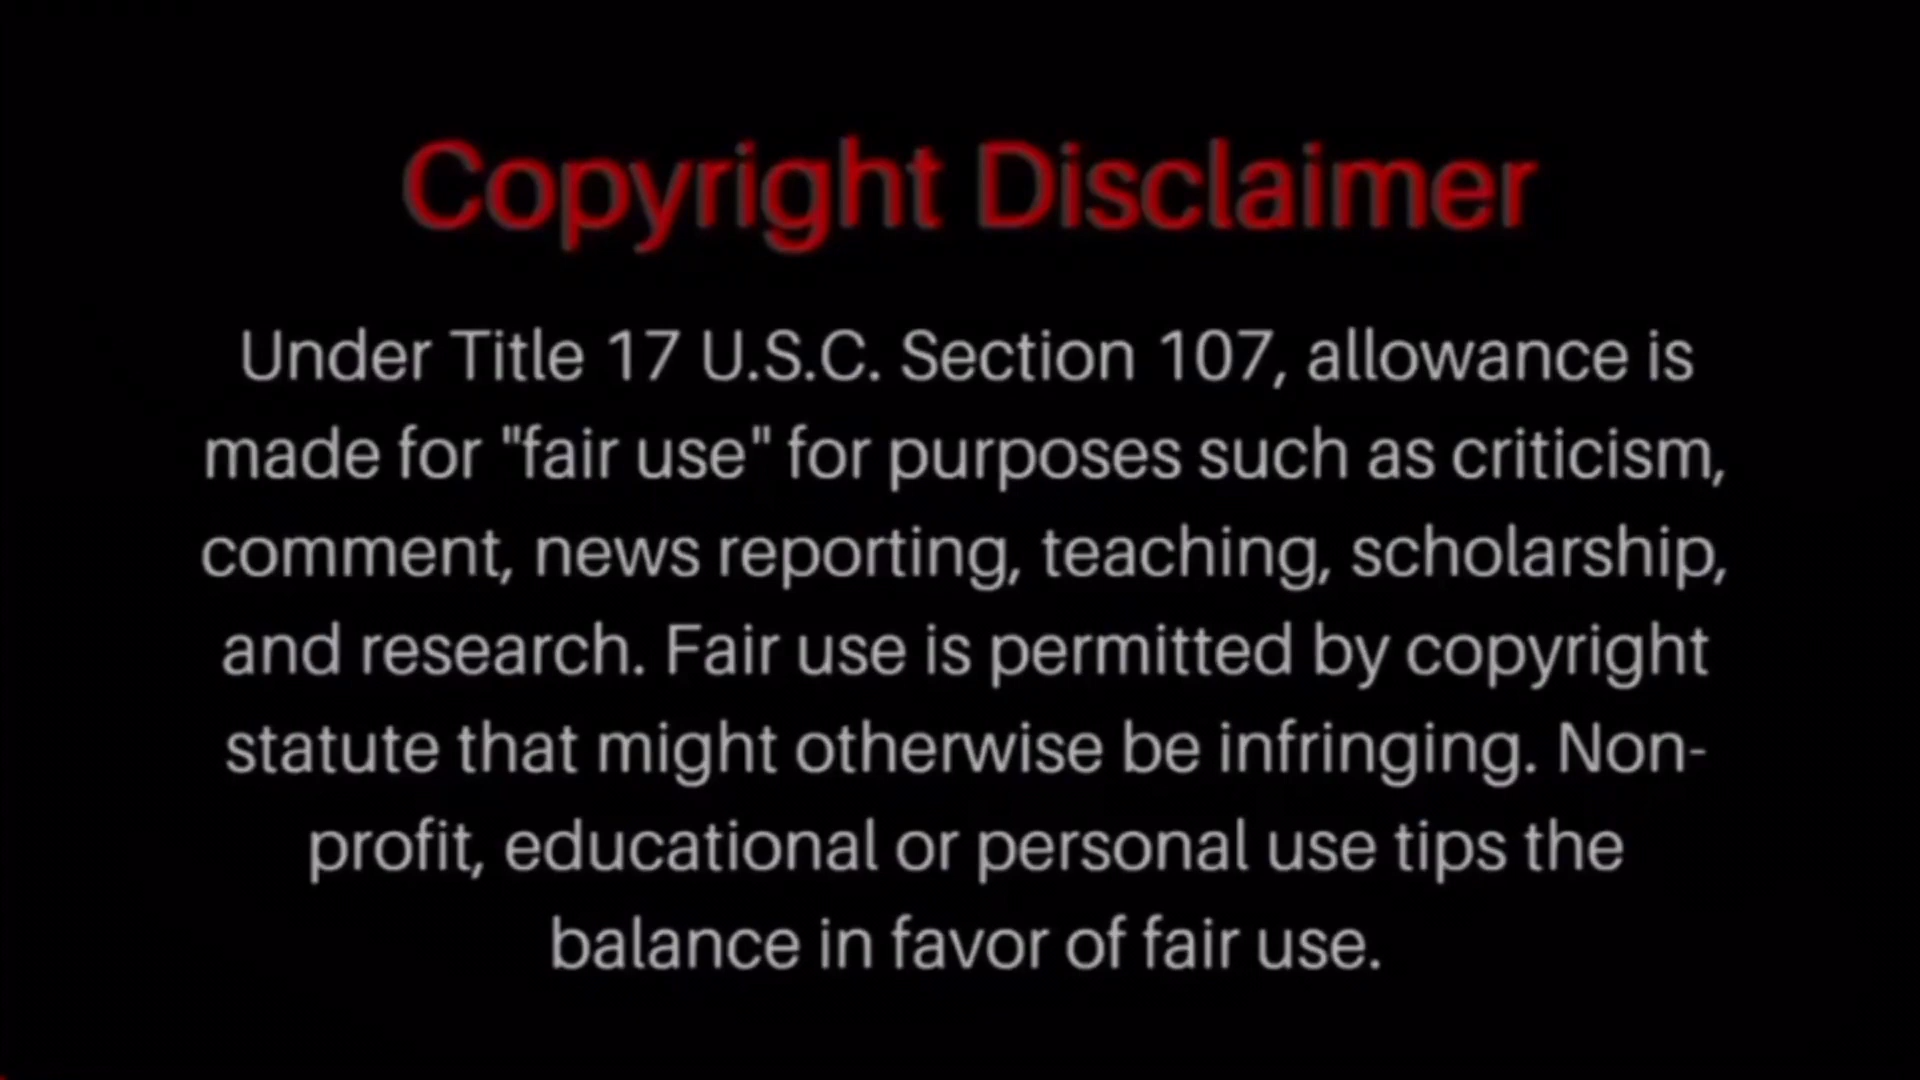 Copyright Disclaimer
Under Title 17 U.S.C. Section 107, allowance is
made for "fair use" for purposes such as criticism,
comment, news reporting, teaching, scholarship,
and research. Fair use is permitted by copyright
statute that might otherwise be infringing. Non-
profit, educational or personal use tips the
balance in favor of fair use.